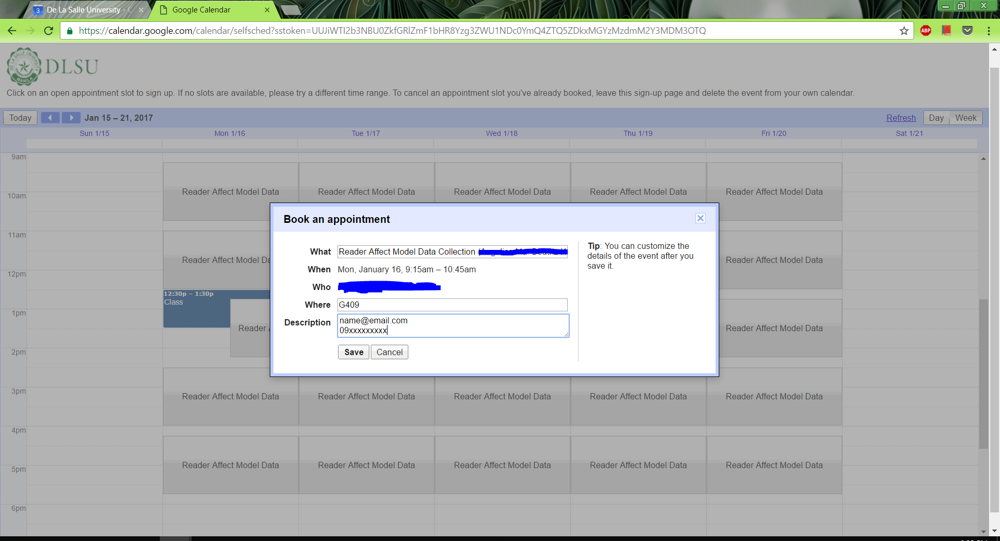 De La Salle University - C
Google Calendar
https://calendar.google.com/calendar/selfsched?sstoken=UUJiWTI2b3NBU0ZkfGRlZmF1bHR8Yzg3ZWU1NDc0YmQ4ZTQ5ZDkxMGYzMzdmM2Y3MDM3OTQ
ABP
DE LA SALLE UNIVERSITY
MANILA
DLSU
Click on an open appointment slot to sign up. If no slots are available, please try a different time range. To cancel an appointment slot you've already booked, leave this sign-up page and delete the event from your own calendar.
Today Jan 15 – 21, 2017 Refresh Day Week
Sun 1/15 Mon 1/16 Tue 1/17 Wed 1/18 Thu 1/19 Fri 1/20 Sat 1/21
9am
Reader Affect Model Data Reader Affect Model Data Reader Affect Model Data Reader Affect Model Data Reader Affect Model Data
10am
Book an appointment
11am
What Reader Affect Model Data Collection (
Tip: You can customize the
details of the event after you
save it.
Reader Affect Model Da Reader Affect Model Data
When Mon, January 16, 9:15am – 10:45am
12pm
Who
12:30p – 1:30p
Class
Where G409
1pm
Description name@email.com
09xxxxxxxxx
Reader A Reader Affect Model Data
2pm
Save Cancel
3pm
Reader Affect Model Data Reader Affect Model Data Reader Affect Model Data Reader Affect Model Data Reader Affect Model Data
4pm
Reader Affect Model Data Reader Affect Model Data Reader Affect Model Data Reader Affect Model Data Reader Affect Model Data
5pm
6pm